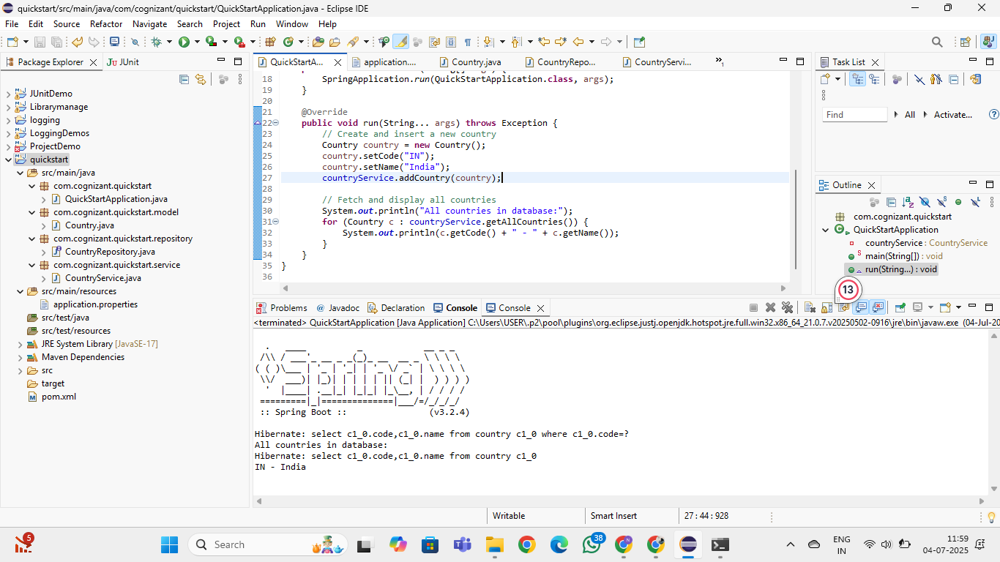 quickstart/src/main/java/com/cognizant/quickstart/QuickStartApplication.java - Eclipse IDE
File Edit Source Refactor Navigate Search Project Run Window Help
Package Explorer
JUnit
JUnitDemo
Librarymanage
logging
LoggingDemos
ProjectDemo
quickstart
src/main/java
com.cognizant.quickstart
QuickStartApplication.java
com.cognizant.quickstart.model
Country.java
com.cognizant.quickstart.repository
CountryRepository.java
com.cognizant.quickstart.service
CountryService.java
src/main/resources
application.properties
src/test/java
src/test/resources
JRE System Library [JavaSE-17]
Maven Dependencies
src
target
pom.xml
QuickStartA... application.... Country.java CountryRepo... CountryServi... »1
18 SpringApplication.run(QuickStartApplication.class, args);
19 }
20
21 @Override
22 public void run(String... args) throws Exception {
23 // Create and insert a new country
24 Country country = new Country();
25 country.setCode("IN");
26 country.setName("India");
27 countryService.addCountry(country);
28
29 // Fetch and display all countries
30 System.out.println("All countries in database:");
31 for (Country c : countryService.getAllCountries()) {
32 System.out.println(c.getCode() + " - " + c.getName());
33 }
34 }
35 }
36
Task List
Find All Activate...
Outline
com.cognizant.quickstart
QuickStartApplication
countryService : CountryService
main(String[]) : void
run(String...) : void
13
Problems @ Javadoc Declaration Console Console
<terminated> QuickStartApplication [Java Application] C:\Users\USER\.p2\pool\plugins\org.eclipse.justj.openjdk.hotspot.jre.full.win32.x86_64_21.0.7.v20250502-0916\jre\bin\javaw.exe (04-Jul-20
Spring
:: Spring Boot :: (v3.2.4)
Hibernate: select c1_0.code,c1_0.name from country c1_0 where c1_0.code=?
All countries in database:
Hibernate: select c1_0.code,c1_0.name from country c1_0
IN - India
Writable Smart Insert 27 : 44 : 928
5
Search
38
ENG
IN
11:59
04-07-2025